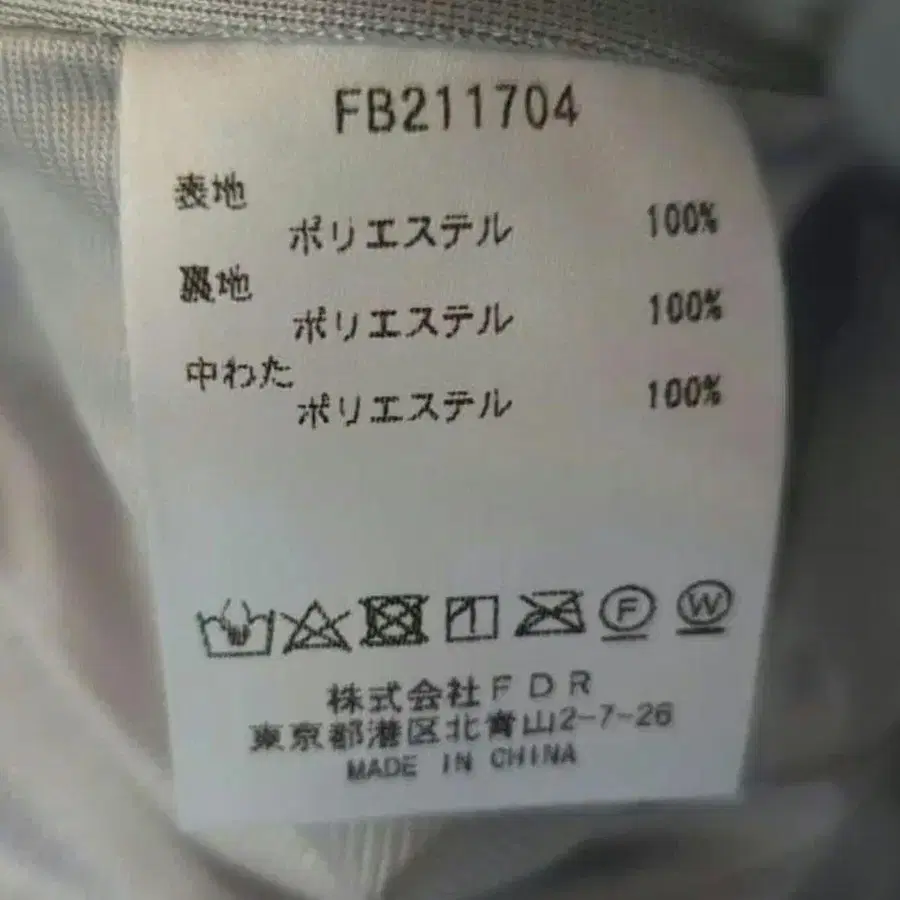 FB211704
表地
ポリエステル 100%
裏地
ポリエステル 100%
中わた
ポリエステル 100%
F W
株式会社FDR
東京都港区北青山2-7-26
MADE IN CHINA